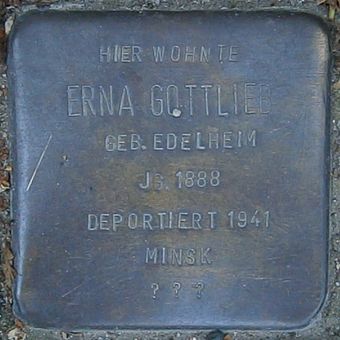 HIER WOHNTE
ERNA GOTTLIEB
GEB. EDELHEIM
JG. 1888
DEPORTIERT 1941
MINSK
? ? ?